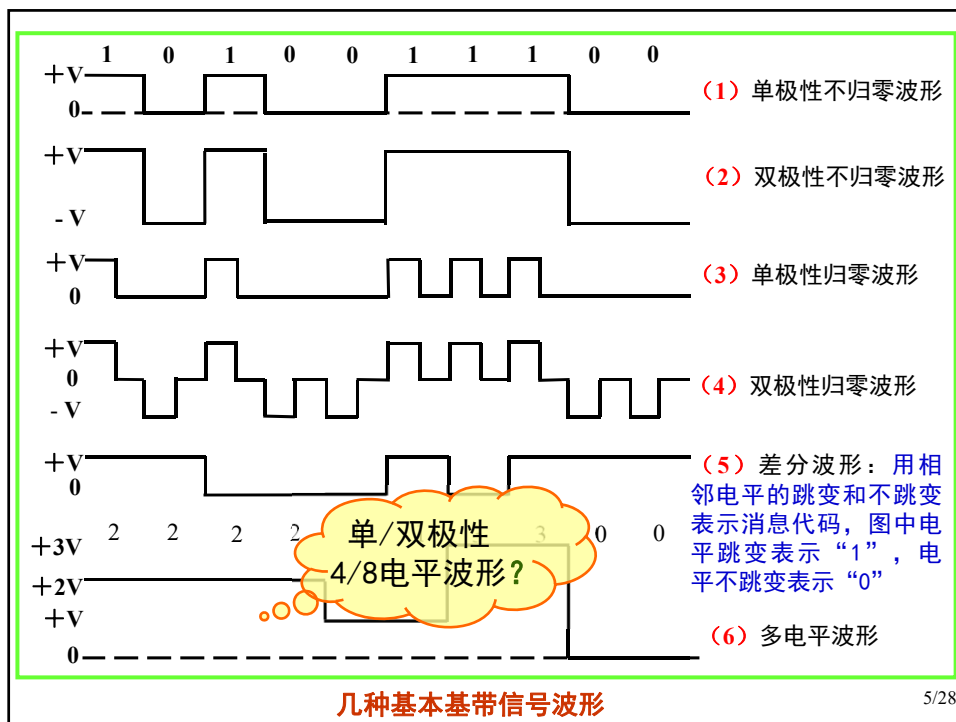 1 0 1 0 0 1 1 1 0 0
+V
0
(1)单极性不归零波形
+V
- V
(2)双极性不归零波形
+V
0
(3)单极性归零波形
+V
0
- V
(4)双极性归零波形
+V
0
(5)差分波形：用相
邻电平的跳变和不跳变
表示消息代码，图中电
平跳变表示“1”，电
平不跳变表示“0”
2 2 2 2 3 0 0
+3V
+2V
+V
0
单/双极性
4/8电平波形?
(6)多电平波形
几种基本基带信号波形
5/28